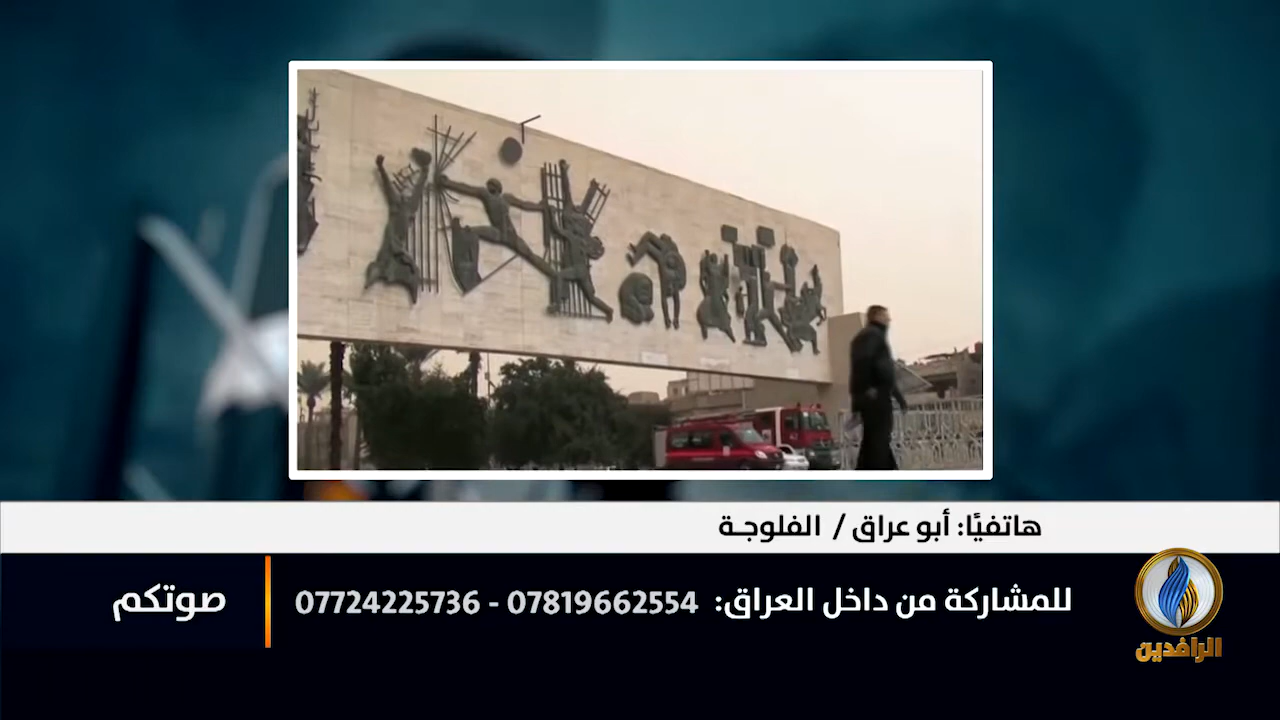 هاتفيًا: أبو عراق / الفلوجـة
للمشاركة من داخل العراق: 07819662554 - 07724225736
صوتكم
الرافدين